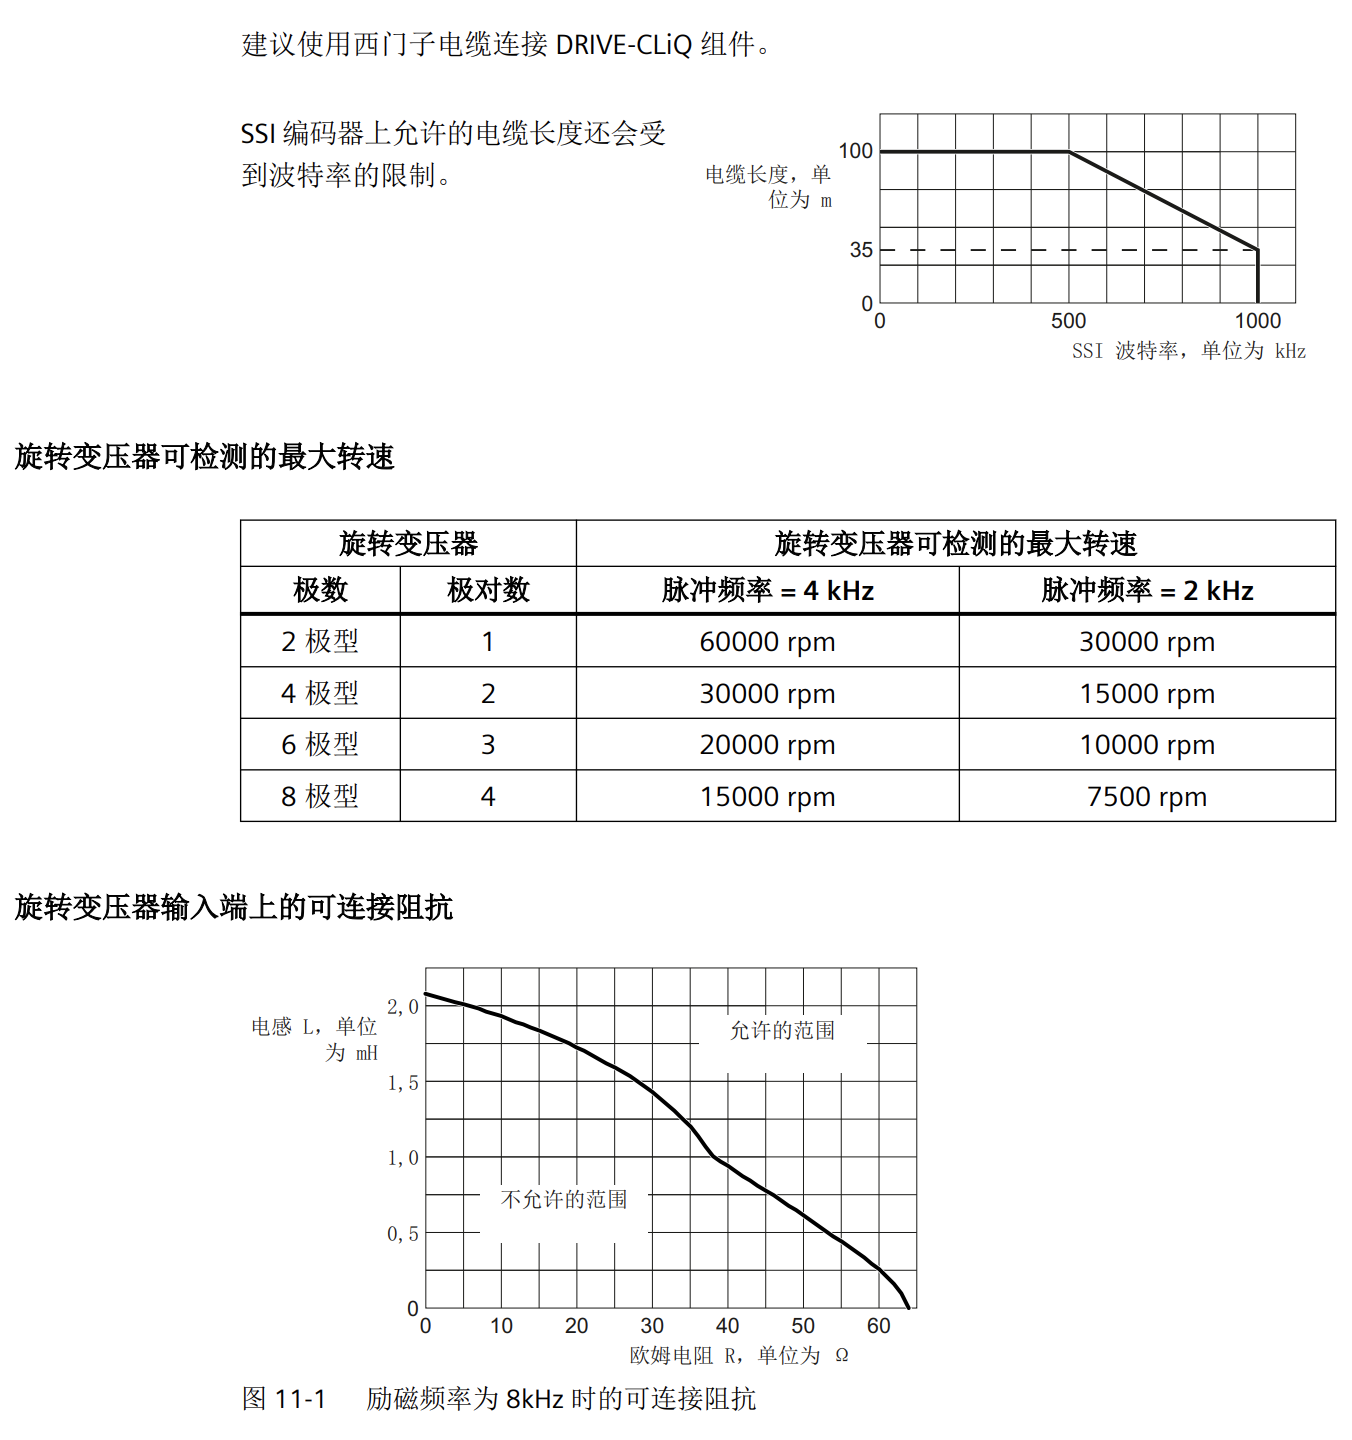 建议使用西门子电缆连接 DRIVE-CLiQ 组件。
SSI 编码器上允许的电缆长度还会受
到波特率的限制。
电缆长度，单
位为 m
100
35
0
0 500 1000
SSI 波特率，单位为 kHz
旋转变压器可检测的最大转速
旋转变压器 旋转变压器可检测的最大转速
极数 极对数 脉冲频率 = 4 kHz 脉冲频率 = 2 kHz
2 极型 1 60000 rpm 30000 rpm
4 极型 2 30000 rpm 15000 rpm
6 极型 3 20000 rpm 10000 rpm
8 极型 4 15000 rpm 7500 rpm
旋转变压器输入端上的可连接阻抗
电感 L，单位
为 mH
2,0
1,5
1,0
0,5
0
允许的范围
不允许的范围
0 10 20 30 40 50 60
欧姆电阻 R，单位为 Ω
图 11-1 励磁频率为 8kHz 时的可连接阻抗